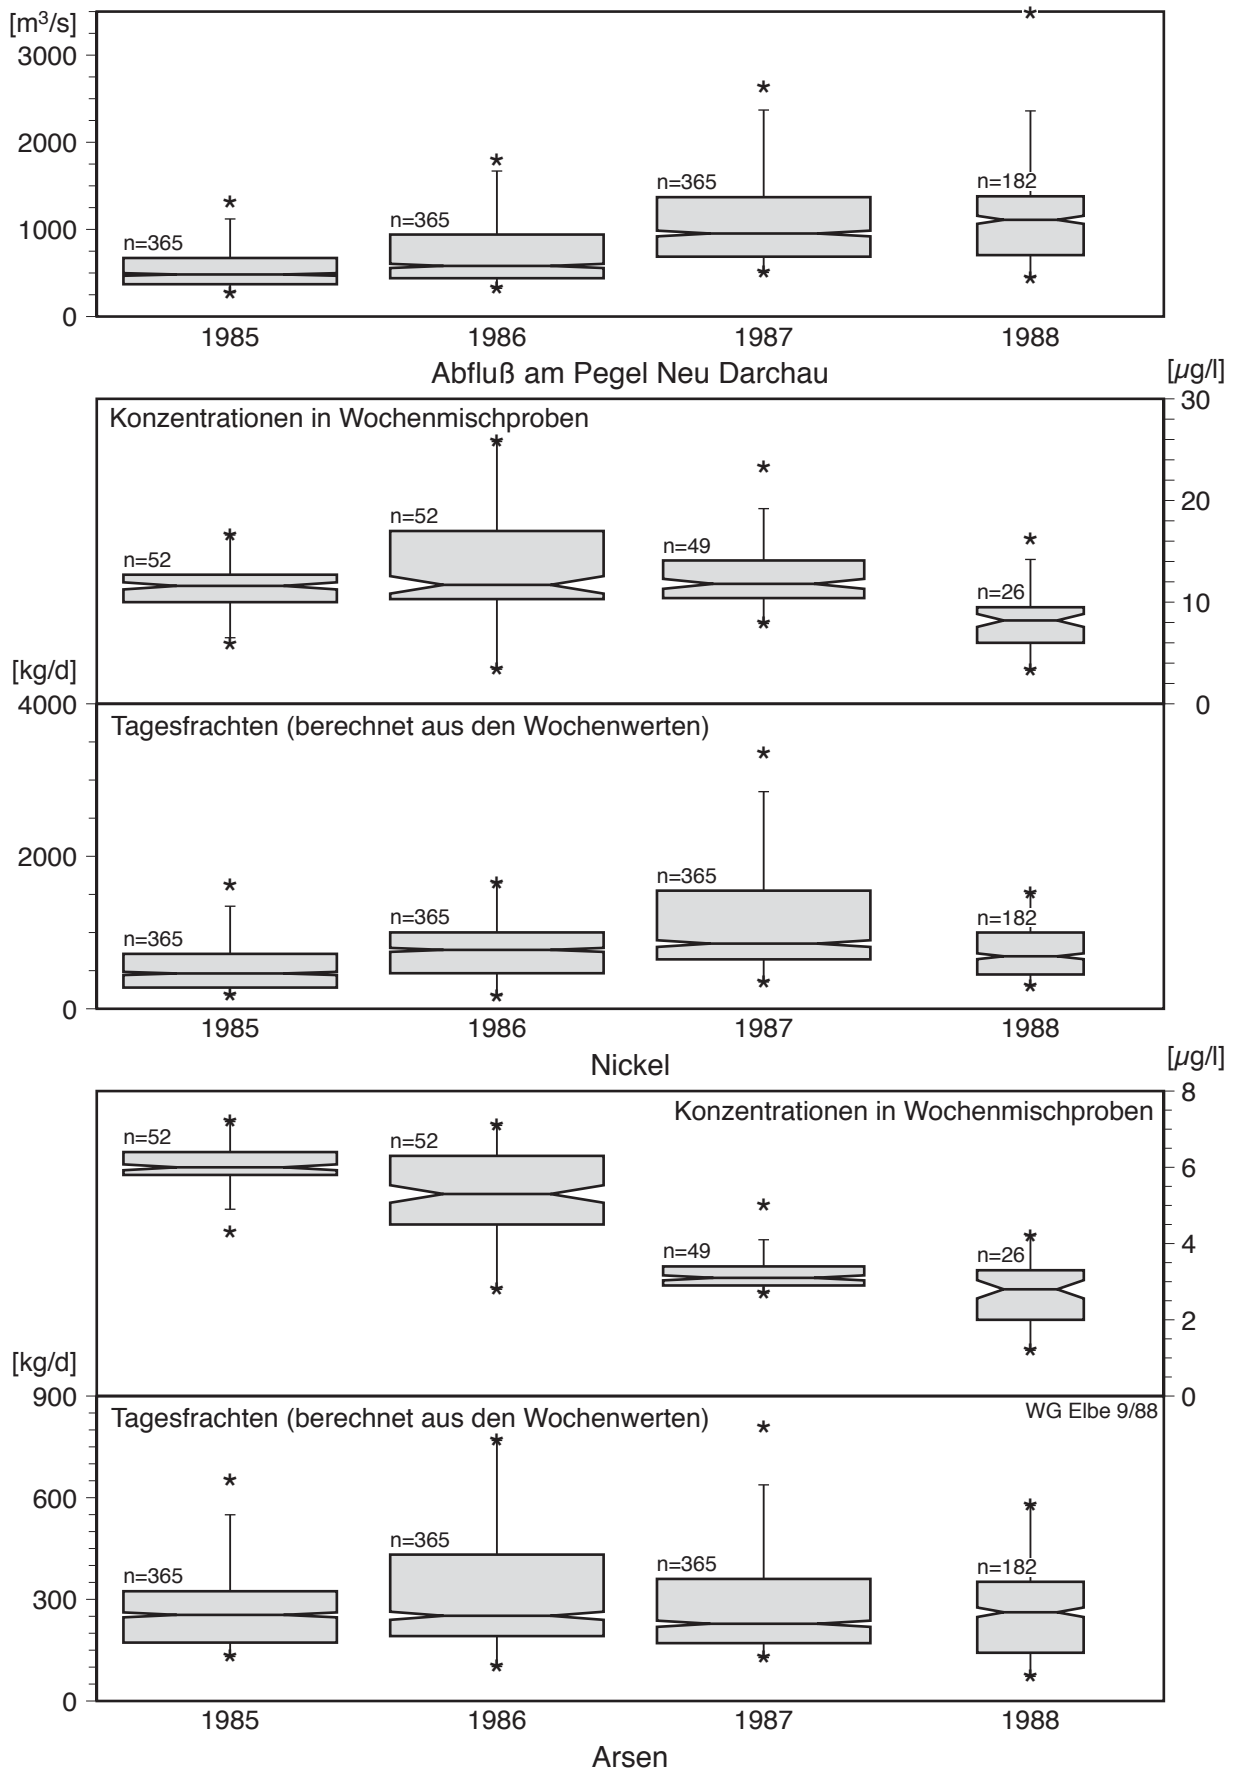 [m³/s]
3000
2000
1000
0
n=365
n=365
n=365
n=182
1985 1986 1987 1988
Abfluß am Pegel Neu Darchau
[µg/l]
Konzentrationen in Wochenmischproben
30
20
10
0
n=52
n=52
n=49
n=26
[kg/d]
4000
2000
0
Tagesfrachten (berechnet aus den Wochenwerten)
n=365
n=365
n=365
n=182
1985 1986 1987 1988
Nickel
[µg/l]
Konzentrationen in Wochenmischproben
8
6
4
2
0
n=52
n=52
n=49
n=26
[kg/d]
900
600
300
0
Tagesfrachten (berechnet aus den Wochenwerten)
WG Elbe 9/88
n=365
n=365
n=365
n=182
1985 1986 1987 1988
Arsen